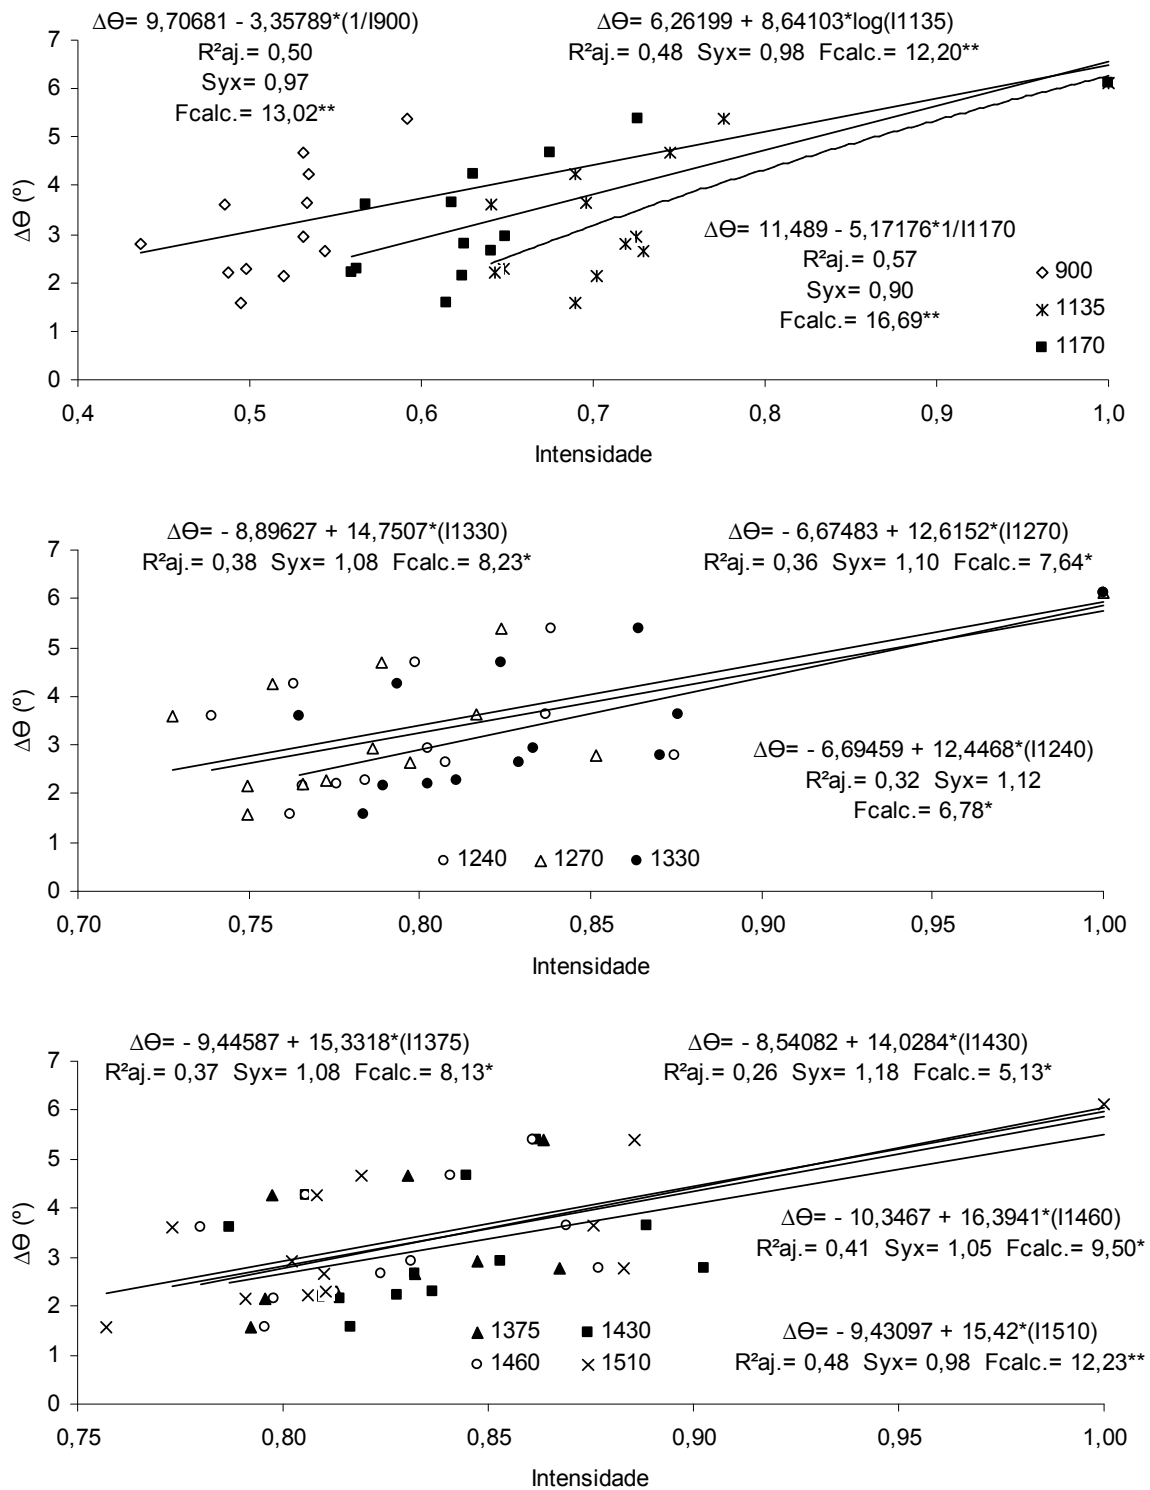 ΔΘ= 9,70681 - 3,35789*(1/I900)
R²aj.= 0,50
Syx= 0,97
Fcalc.= 13,02**
ΔΘ= 6,26199 + 8,64103*log(I1135)
R²aj.= 0,48 Syx= 0,98 Fcalc.= 12,20**
ΔΘ= 11,489 - 5,17176*1/I1170
R²aj.= 0,57
Syx= 0,90
Fcalc.= 16,69**
900
1135
1170
ΔΘ (º)
7
6
5
4
3
2
1
0
0,4 0,5 0,6 0,7 0,8 0,9 1,0
Intensidade
ΔΘ= - 8,89627 + 14,7507*(I1330)
R²aj.= 0,38 Syx= 1,08 Fcalc.= 8,23*
ΔΘ= - 6,67483 + 12,6152*(I1270)
R²aj.= 0,36 Syx= 1,10 Fcalc.= 7,64*
ΔΘ= - 6,69459 + 12,4468*(I1240)
R²aj.= 0,32 Syx= 1,12
Fcalc.= 6,78*
1240 1270 1330
ΔΘ (º)
7
6
5
4
3
2
1
0
0,70 0,75 0,80 0,85 0,90 0,95 1,00
Intensidade
ΔΘ= - 9,44587 + 15,3318*(I1375)
R²aj.= 0,37 Syx= 1,08 Fcalc.= 8,13*
ΔΘ= - 8,54082 + 14,0284*(I1430)
R²aj.= 0,26 Syx= 1,18 Fcalc.= 5,13*
ΔΘ= - 10,3467 + 16,3941*(I1460)
R²aj.= 0,41 Syx= 1,05 Fcalc.= 9,50*
ΔΘ= - 9,43097 + 15,42*(I1510)
R²aj.= 0,48 Syx= 0,98 Fcalc.= 12,23**
1375 1430
1460 1510
ΔΘ (º)
7
6
5
4
3
2
1
0
0,75 0,80 0,85 0,90 0,95 1,00
Intensidade